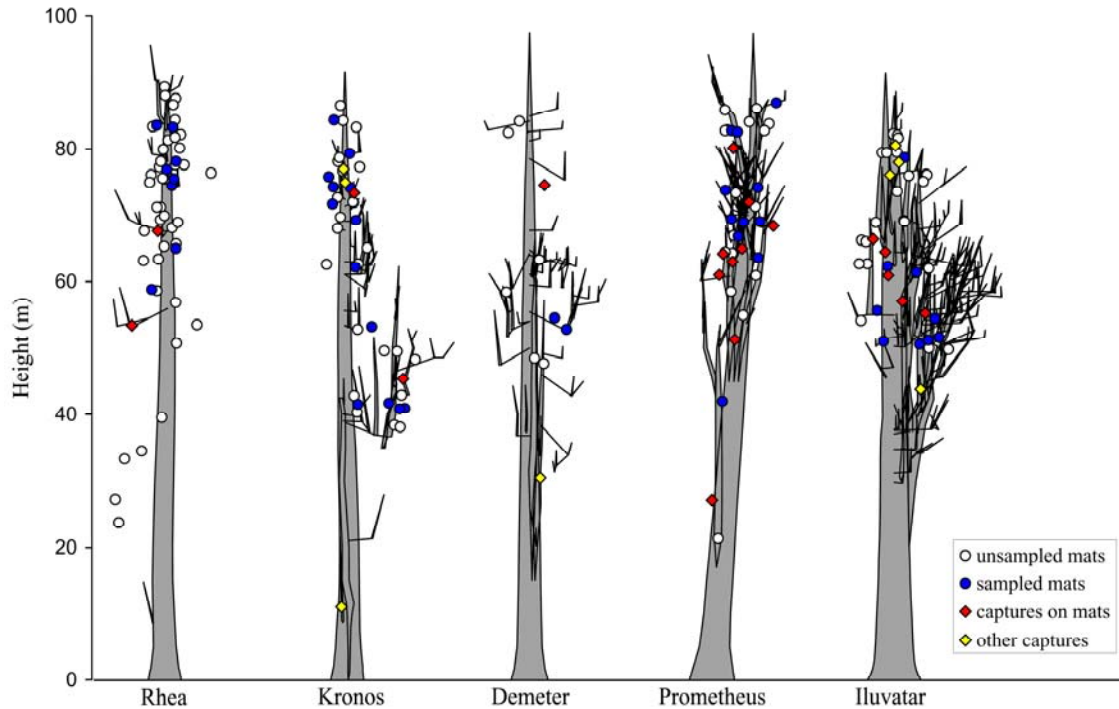 100
80
60
40
20
0
Height (m)
unsampled mats
sampled mats
captures on mats
other captures
Rhea Kronos Demeter Prometheus Iluvatar